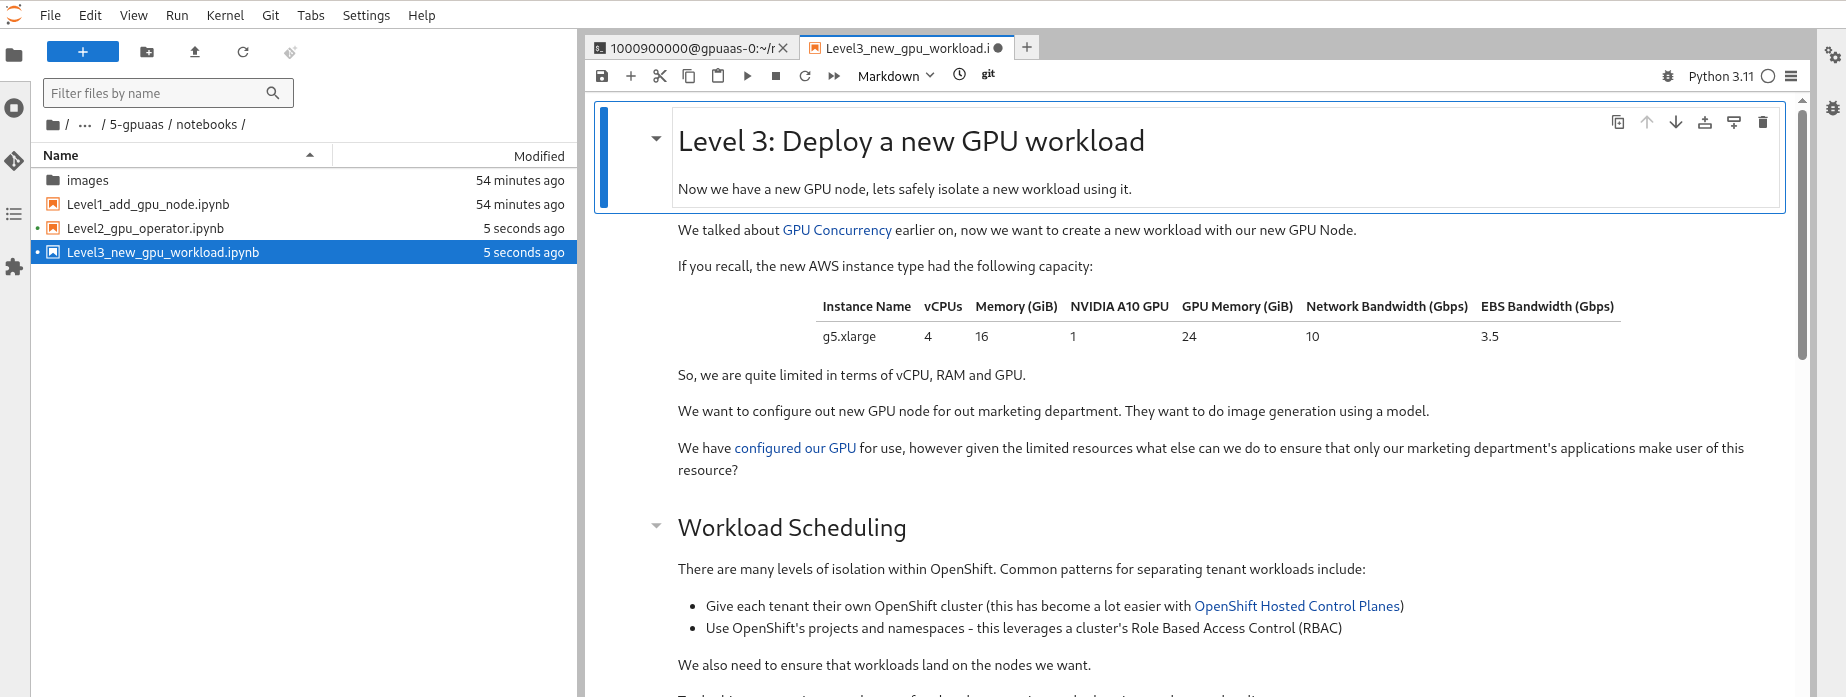 File Edit View Run Kernel Git Tabs Settings Help
Filter files by name
/ ... / 5-gpuaas / notebooks /
Name Modified
images 54 minutes ago
Level1_add_gpu_node.ipynb 54 minutes ago
Level2_gpu_operator.ipynb 5 seconds ago
Level3_new_gpu_workload.ipynb 5 seconds ago
1000900000@gpuaas-0:~/r
Level3_new_gpu_workload.i
Markdown git Python 3.11
Level 3: Deploy a new GPU workload
Now we have a new GPU node, lets safely isolate a new workload using it.
We talked about GPU Concurrency earlier on, now we want to create a new workload with our new GPU Node.
If you recall, the new AWS instance type had the following capacity:
Instance Name vCPUs Memory (GiB) NVIDIA A10 GPU GPU Memory (GiB) Network Bandwidth (Gbps) EBS Bandwidth (Gbps)
g5.xlarge 4 16 1 24 10 3.5
So, we are quite limited in terms of vCPU, RAM and GPU.
We want to configure out new GPU node for out marketing department. They want to do image generation using a model.
We have configured our GPU for use, however given the limited resources what else can we do to ensure that only our marketing department's applications make user of this
resource?
Workload Scheduling
There are many levels of isolation within OpenShift. Common patterns for separating tenant workloads include:
• Give each tenant their own OpenShift cluster (this has become a lot easier with OpenShift Hosted Control Planes)
• Use OpenShift's projects and namespaces - this leverages a cluster's Role Based Access Control (RBAC)
We also need to ensure that workloads land on the nodes we want.